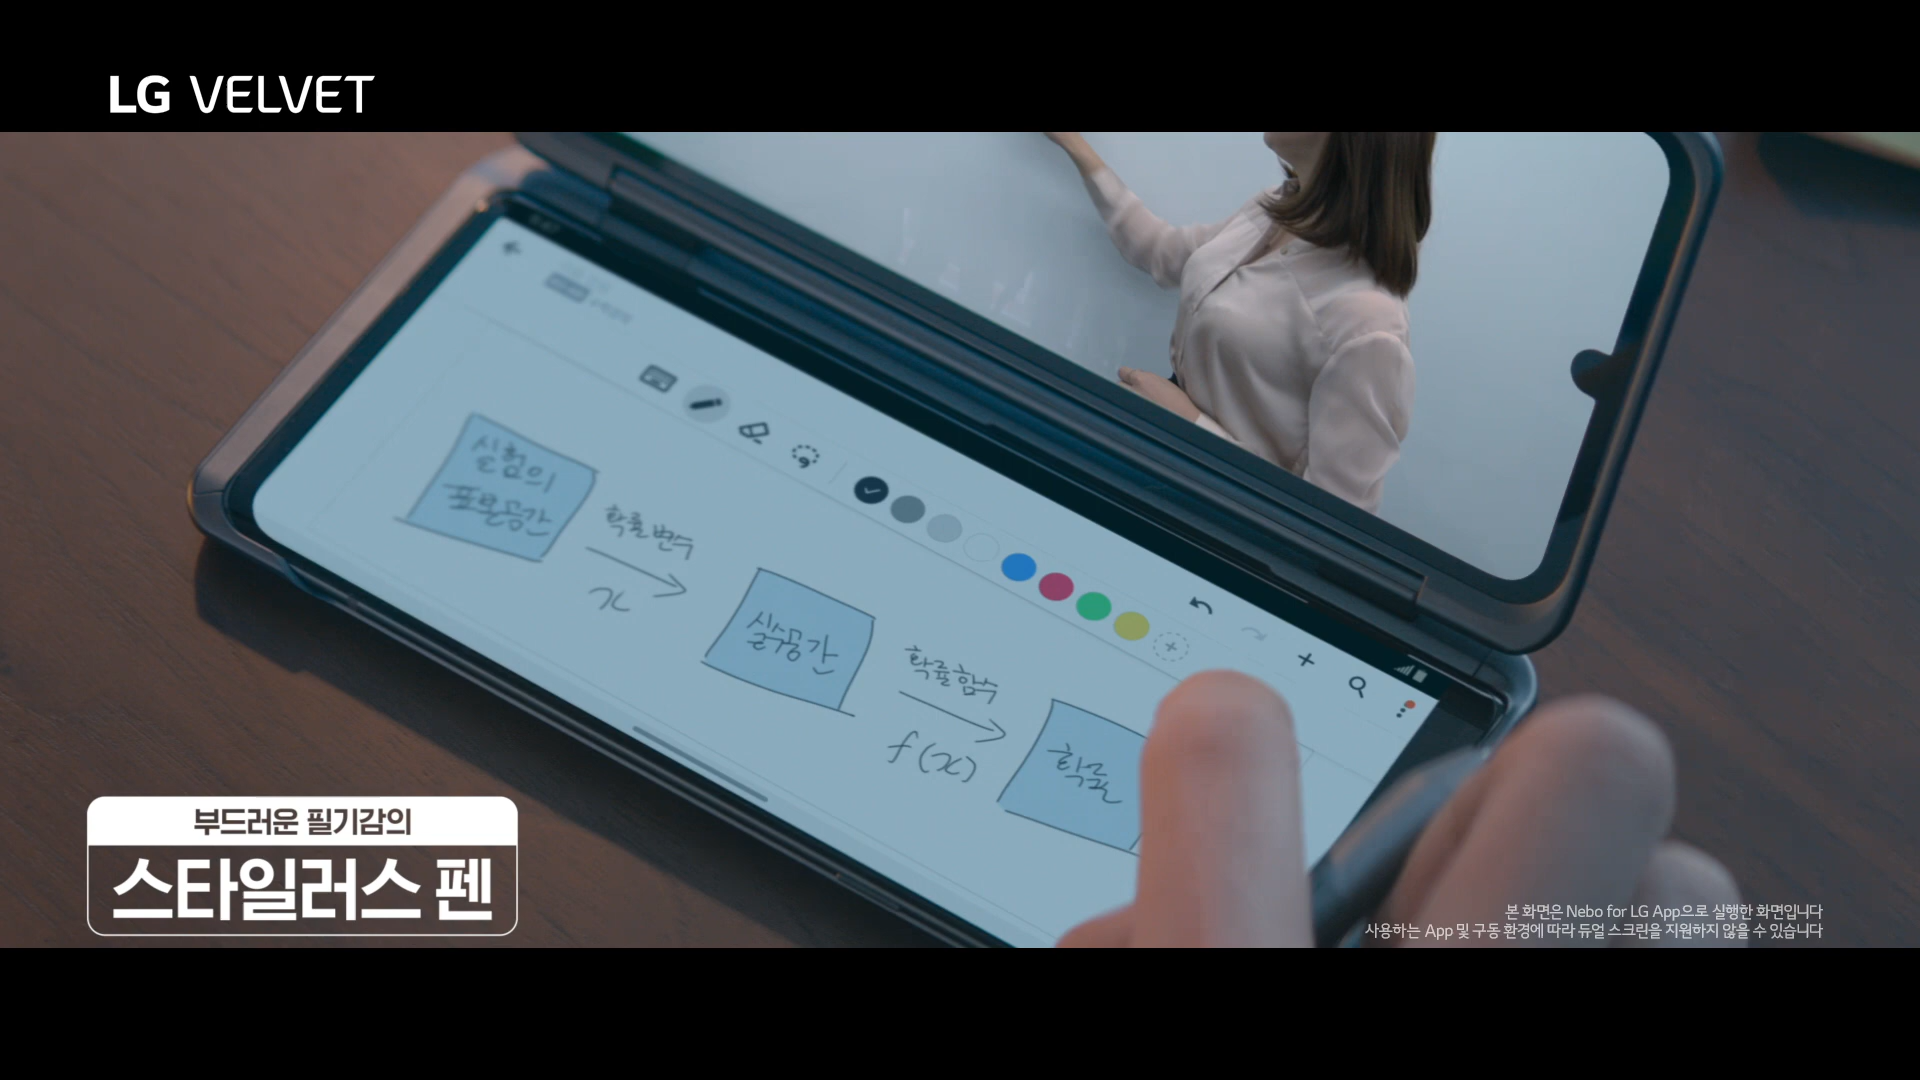 LG VELVET
실험의
표본공간
확률변수
x
실수공간
확률함수
f(x)
확률
부드러운 필기감의
스타일러스 펜
본 화면은 Nebo for LG App으로 실행한 화면입니다
사용하는 App 및 구동 환경에 따라 듀얼 스크린을 지원하지 않을 수 있습니다